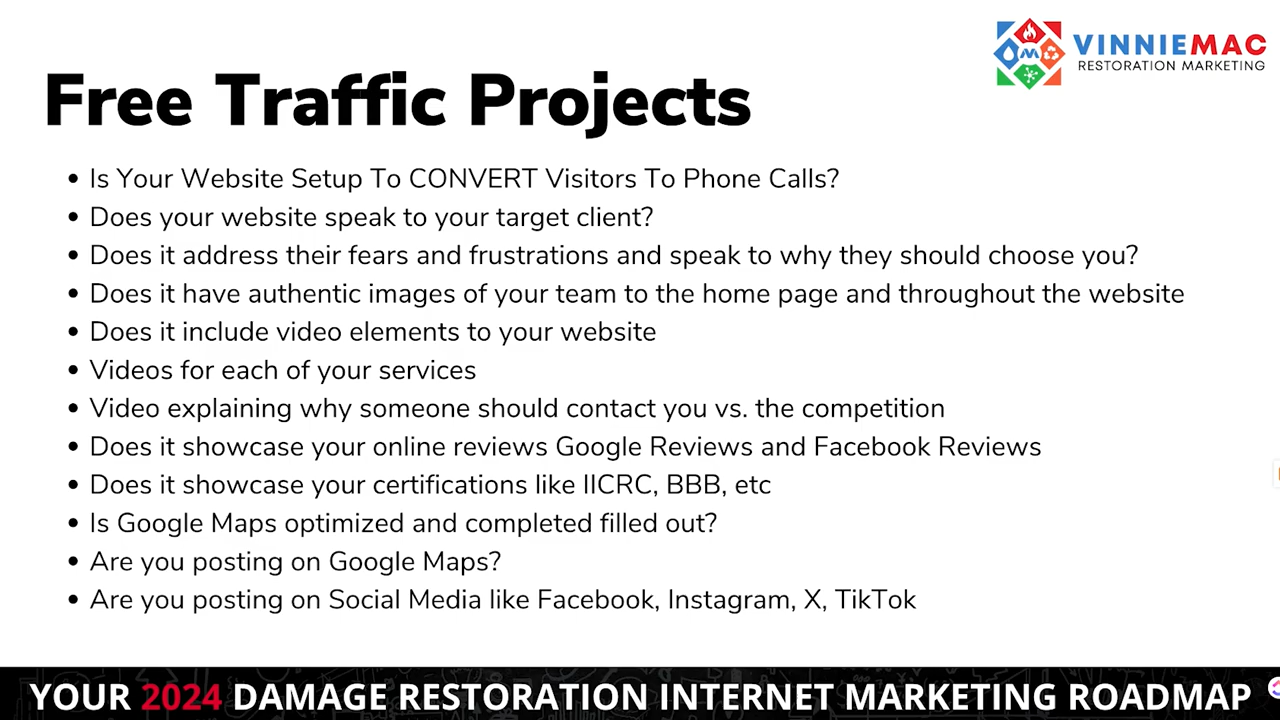 VINNIEMAC
RESTORATION MARKETING
Free Traffic Projects
• Is Your Website Setup To CONVERT Visitors To Phone Calls?
• Does your website speak to your target client?
• Does it address their fears and frustrations and speak to why they should choose you?
• Does it have authentic images of your team to the home page and throughout the website
• Does it include video elements to your website
• Videos for each of your services
• Video explaining why someone should contact you vs. the competition
• Does it showcase your online reviews Google Reviews and Facebook Reviews
• Does it showcase your certifications like IICRC, BBB, etc
• Is Google Maps optimized and completed filled out?
• Are you posting on Google Maps?
• Are you posting on Social Media like Facebook, Instagram, X, TikTok
YOUR 2024 DAMAGE RESTORATION INTERNET MARKETING ROADMAP